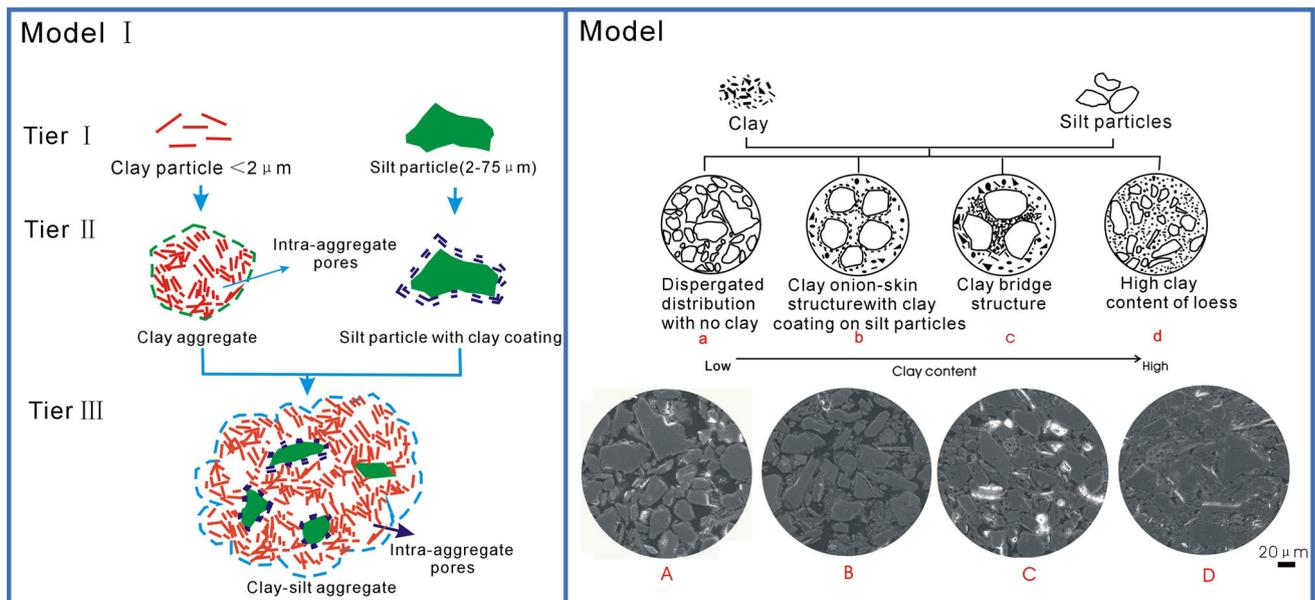 Model Ⅰ
Tier Ⅰ
Clay particle <2 μm
Silt particle(2-75 μm)
Tier Ⅱ
Intra-aggregate
pores
Clay aggregate
Silt particle with clay coating
Tier Ⅲ
Intra-aggregate
pores
Clay-silt aggregate
Model
Clay
Silt particles
Dispergated
distribution
with no clay
a
Clay onion-skin
structurewith clay
coating on silt particles
b
Clay bridge
structure
c
High clay
content of loess
d
Low
Clay content
High
A
B
C
D
20 μm